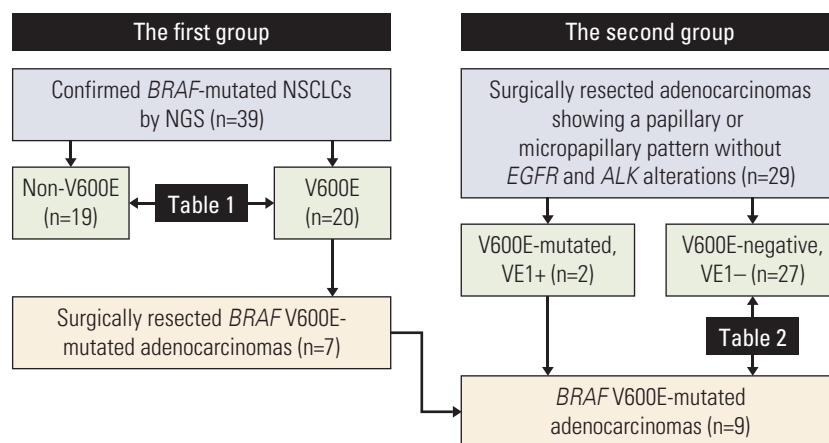 The first group
Confirmed BRAF-mutated NSCLCs
by NGS (n=39)
Non-V600E
(n=19)
Table 1
V600E
(n=20)
Surgically resected BRAF V600E-
mutated adenocarcinomas (n=7)
The second group
Surgically resected adenocarcinomas
showing a papillary or
micropapillary pattern without
EGFR and ALK alterations (n=29)
V600E-mutated,
VE1+ (n=2)
V600E-negative,
VE1− (n=27)
Table 2
BRAF V600E-mutated
adenocarcinomas (n=9)